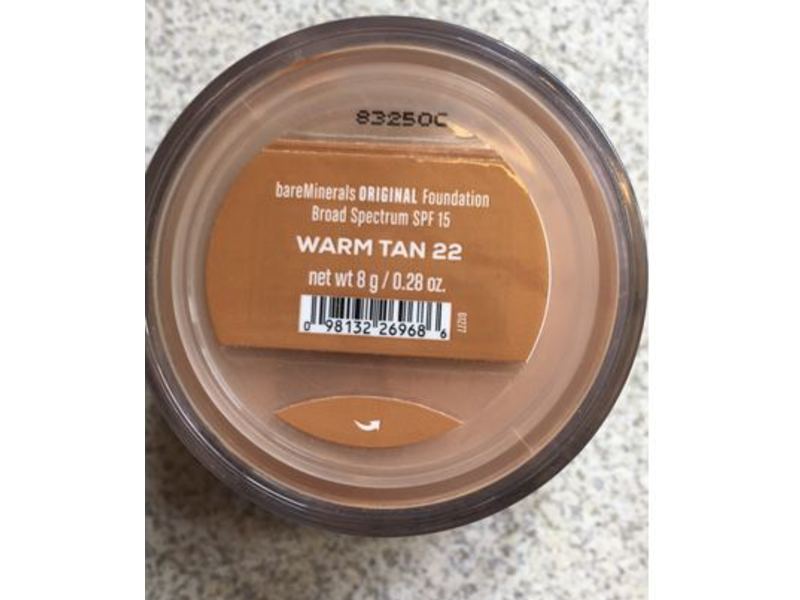 83250C
bareMinerals ORIGINAL Foundation
Broad Spectrum SPF 15
WARM TAN 22
net wt 8 g / 0.28 oz.
0 98132 26968 6